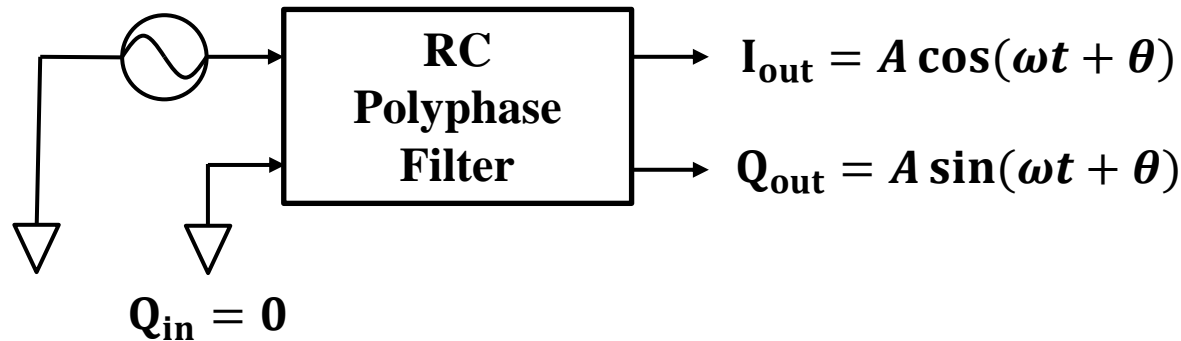 RC
Polyphase
Filter
I_out = A cos(ωt + θ)
Q_out = A sin(ωt + θ)
Q_in = 0